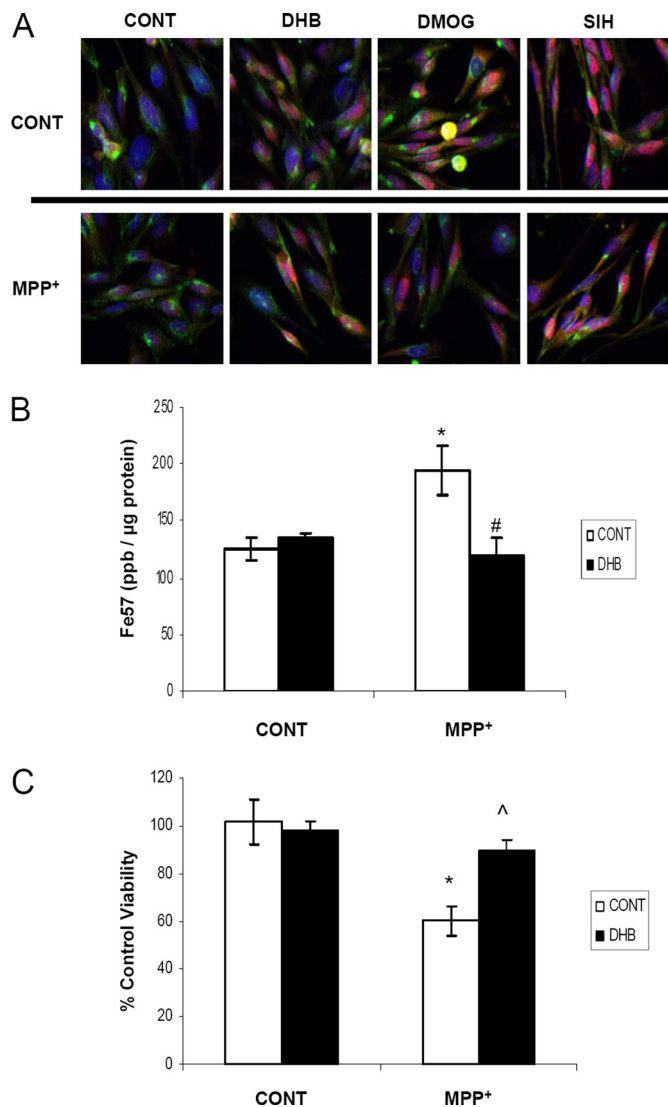 A
CONT DHB DMOG SIH
CONT
MPP+
B
Fe57 (ppb / µg protein)
250
200
150
100
50
0
*
#
CONT
DHB
CONT MPP+
C
% Control Viability
120
100
80
60
40
20
0
*
^
CONT
DHB
CONT MPP+